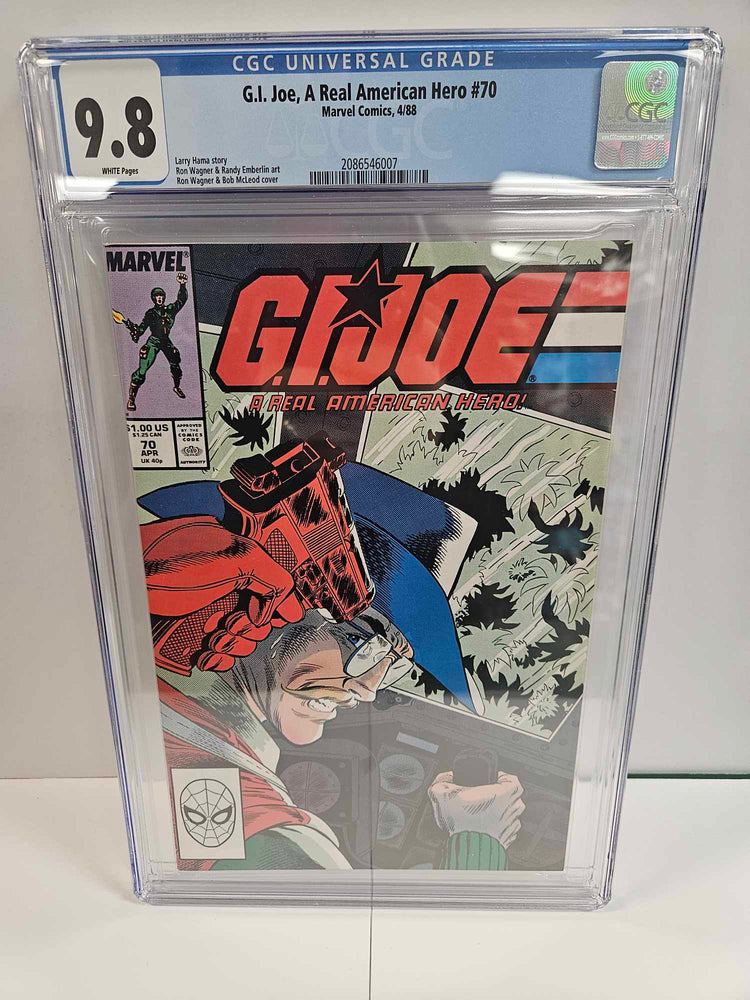 CGC UNIVERSAL GRADE
9.8
WHITE Pages
G.I. Joe, A Real American Hero #70
Marvel Comics, 4/88
Larry Hama story
Ron Wagner & Randy Emberlin art
Ron Wagner & Bob McLeod cover
2086546007
CGC
CGC
MARVEL
G.I.JOE
A REAL AMERICAN HERO!
$1.00 US
$1.25 CAN
70
APR
UK 40p
APPROVED
BY THE
COMICS
CODE
AUTHORITY